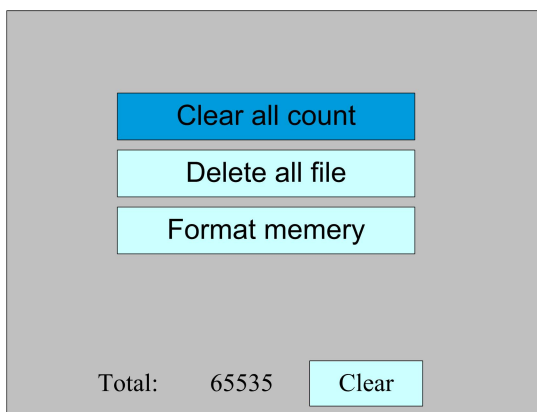 Clear all count
Delete all file
Format memery
Total: 65535 Clear